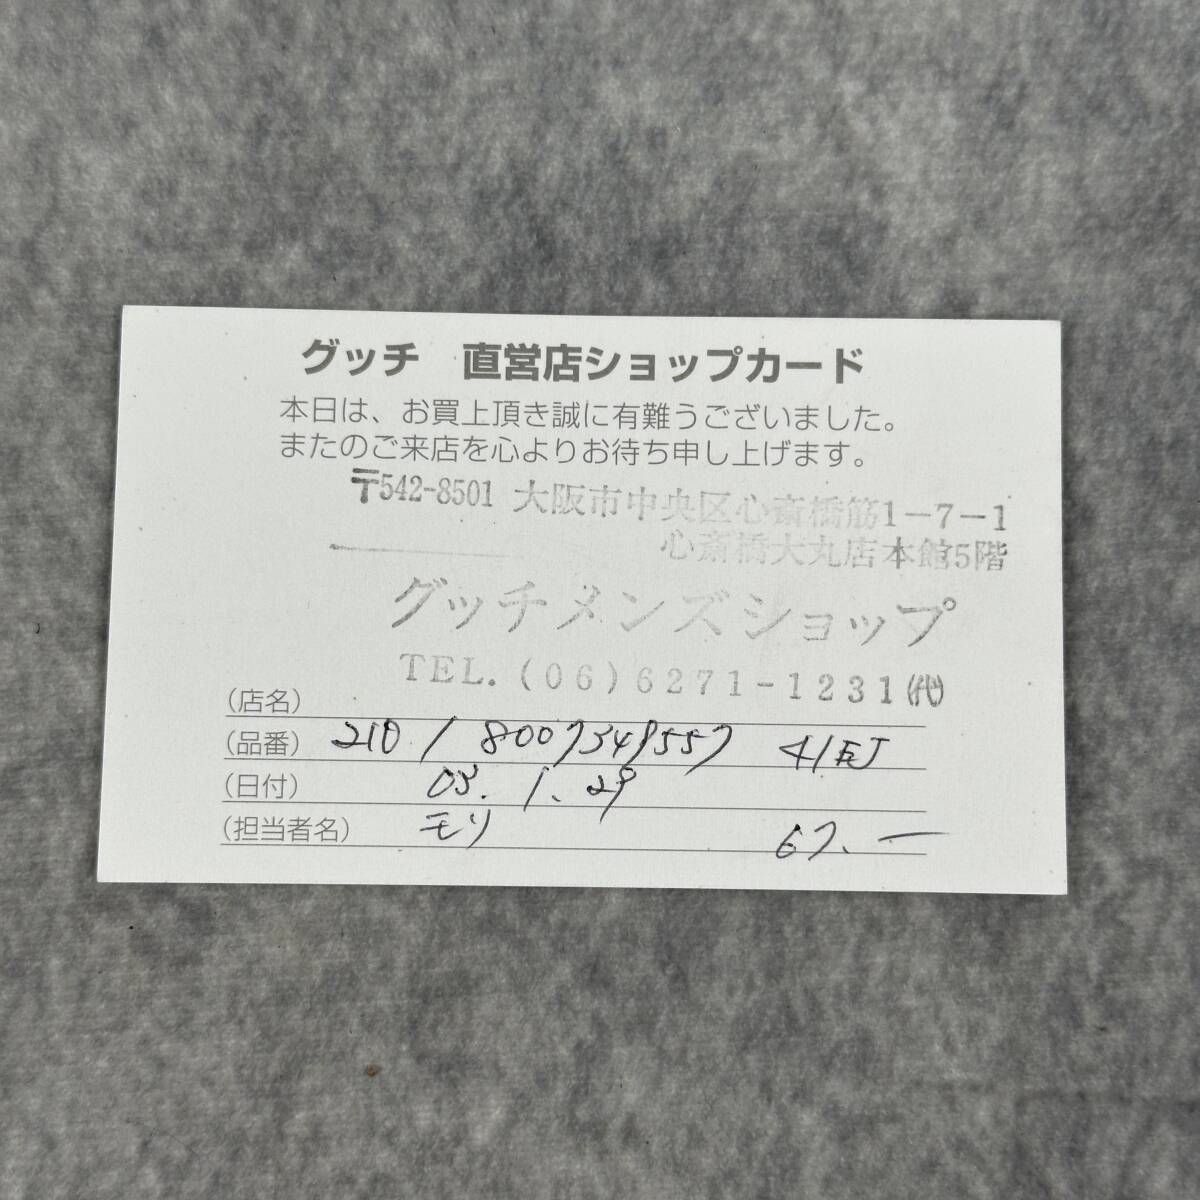 グッチ 直営店ショップカード
本日は、お買上頂き誠に有難うございました。
またのご来店を心よりお待ち申し上げます。
〒542-8501 大阪市中央区心斎橋筋1-7-1
心斎橋大丸店本館5階
グッチメンズショップ
TEL.(06)6271-1231(代)
(店名)
(品番) 210 / 8007349557
(日付) 05. 1. 29
(担当者名) モリ 67.―